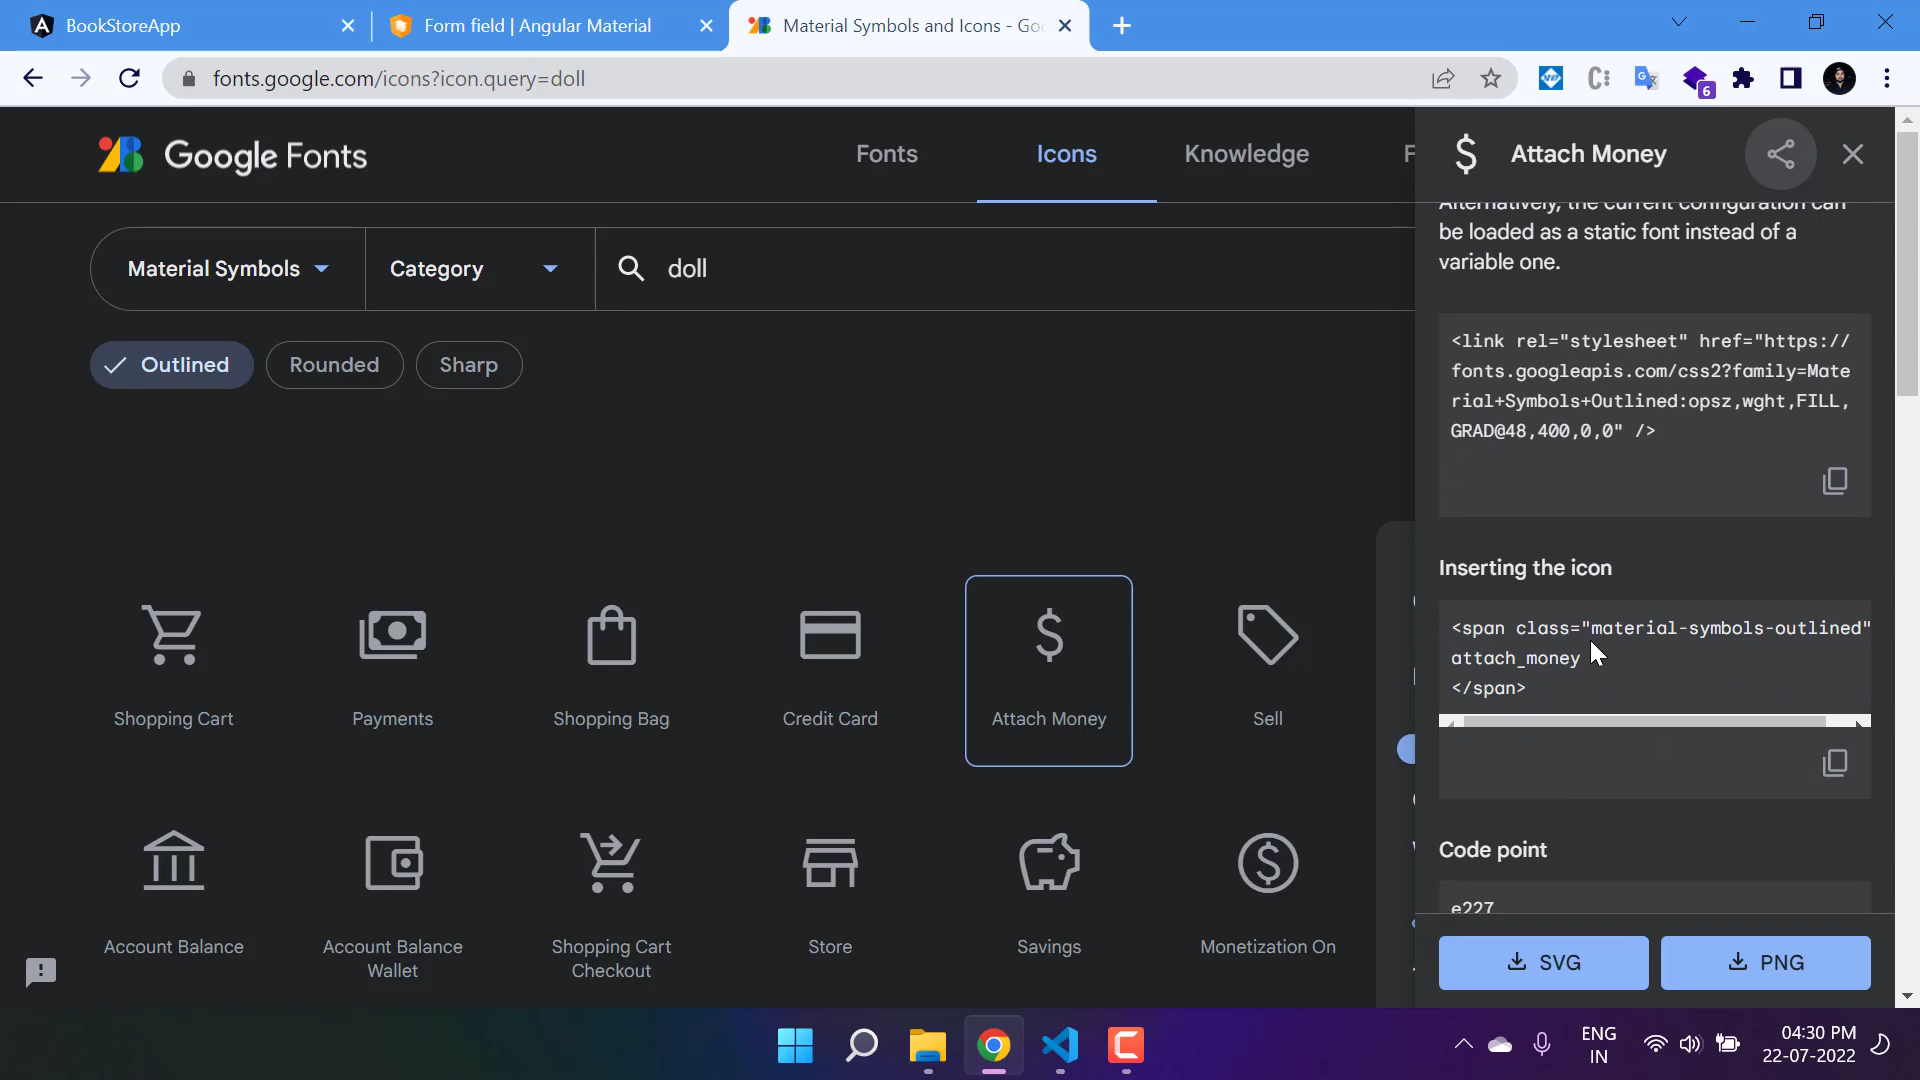 BookStoreApp
Form field | Angular Material
Material Symbols and Icons - Goo
fonts.google.com/icons?icon.query=doll
6
Google Fonts
Fonts
Icons
Knowledge
F
$ Attach Money
Alternatively, the current configuration can
be loaded as a static font instead of a
variable one.
Material Symbols
Category
doll
Outlined
Rounded
Sharp
<link rel="stylesheet" href="https://
fonts.googleapis.com/css2?family=Mate
rial+Symbols+Outlined:opsz,wght,FILL,
GRAD@48,400,0,0" />
Inserting the icon
<span class="material-symbols-outlined"
attach_money
</span>
Shopping Cart
Payments
Shopping Bag
Credit Card
Attach Money
Sell
Code point
e227
Account Balance
Account Balance
Wallet
Shopping Cart
Checkout
Store
Savings
Monetization On
SVG
PNG
ENG
IN
04:30 PM
22-07-2022